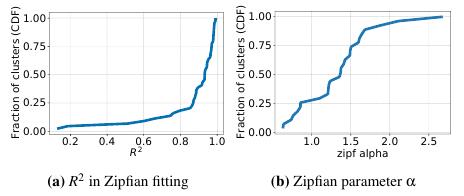 Fraction of clusters (CDF)
1.00
0.75
0.50
0.25
0.00
0.2 0.4 0.6 0.8 1.0
R²
(a) R² in Zipfian fitting
Fraction of clusters (CDF)
1.00
0.75
0.50
0.25
0.00
1.0 1.5 2.0 2.5
zipf alpha
(b) Zipfian parameter α